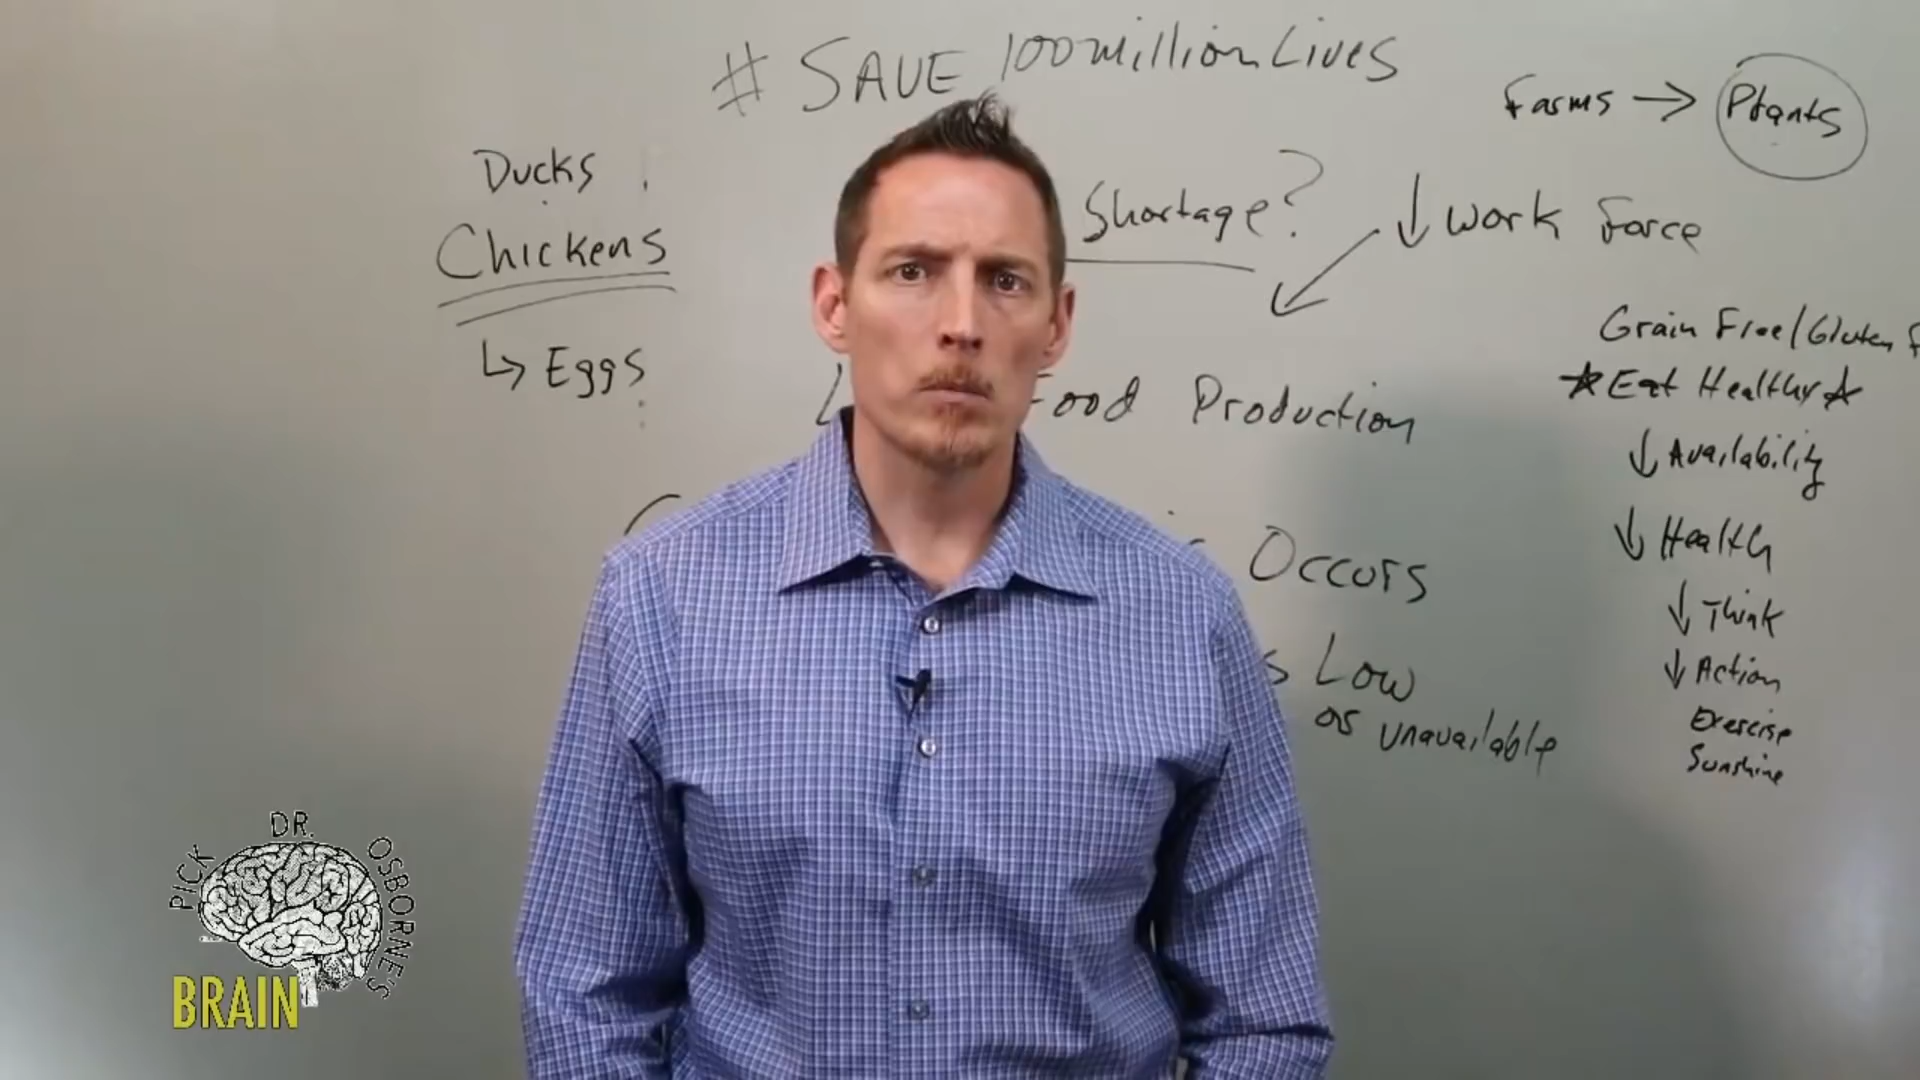 # SAVE 100 million Lives
Farms → Plants
Ducks
Chickens
↳ Eggs
Shortage?
↓ Work Force
Food Production
Grain Free/Gluten F
★ Eat Healthy ★
↓ Availability
↓ Health
↓ Think
↓ Action
Exercise
Sunshine
Occurs
s Low
or unavailable
PICK DR. OSBORNE'S
BRAIN